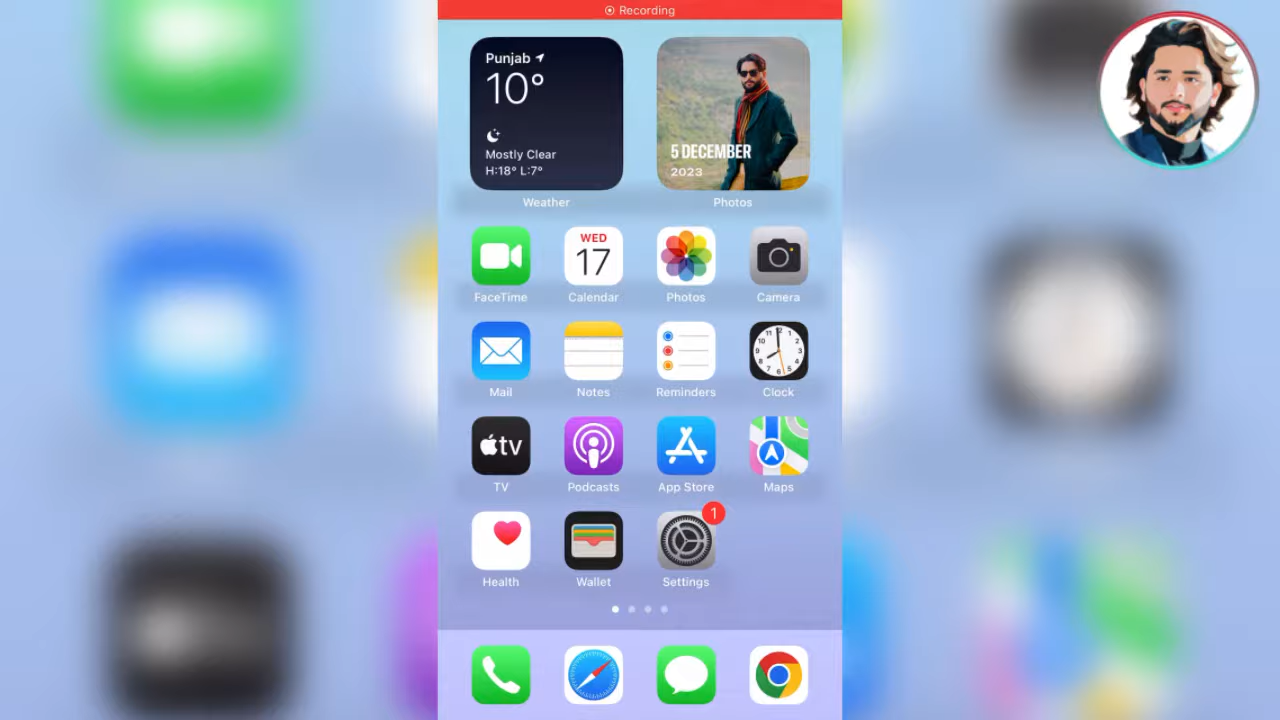 Recording
Punjab
10°
Mostly Clear
H:18° L:7°
Weather
5 DECEMBER
2023
Photos
FaceTime
WED
17
Calendar
Photos
Camera
Mail
Notes
Reminders
Clock
tv
TV
Podcasts
App Store
Maps
Health
Wallet
1
Settings